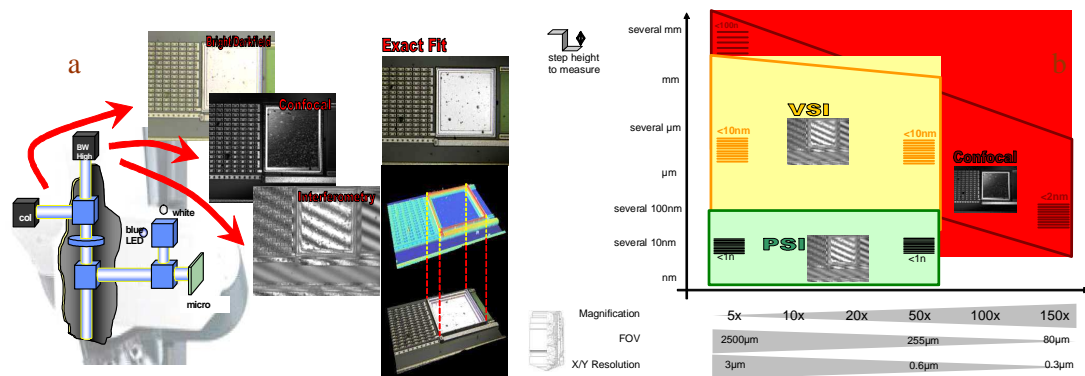 a
Bright/Darkfield
Confocal
Interferometry
BW
High
col
white
blue
LED
micro
Exact Fit
b
step height
to measure
several mm
mm
several µm
µm
several 100nm
several 10nm
nm
<100n
VSI
<10nm
<10nm
Confocal
<2nm
PSI
<1n
<1n
Magnification
5x 10x 20x 50x 100x 150x
FOV
2500µm 255µm 80µm
X/Y Resolution
3µm 0.6µm 0.3µm